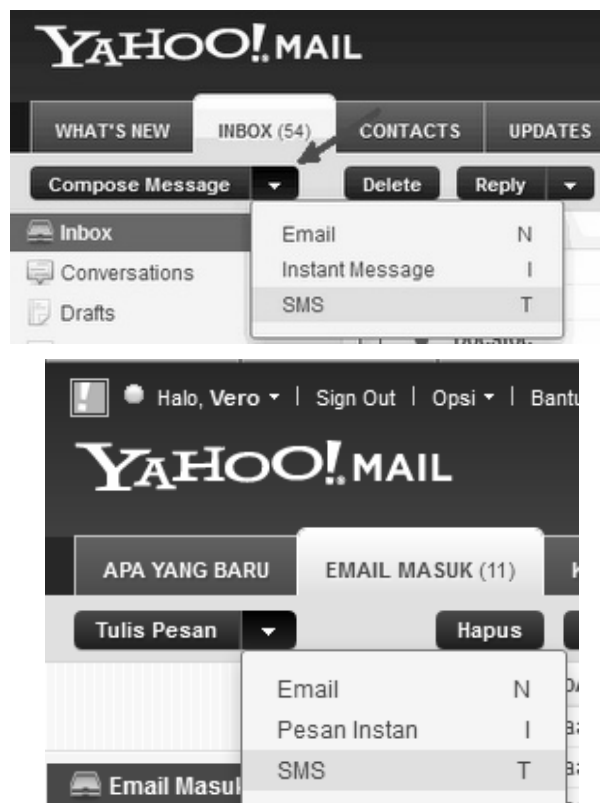 YAHOO! MAIL
WHAT'S NEW INBOX (54) CONTACTS UPDATES
Compose Message Delete Reply
Inbox
Email N
Conversations
Instant Message I
Drafts
SMS T
Halo, Vero | Sign Out | Opsi | Bantu
YAHOO! MAIL
APA YANG BARU EMAIL MASUK (11)
Tulis Pesan Hapus
Email N
Pesan Instan I
SMS T
Email Masuk